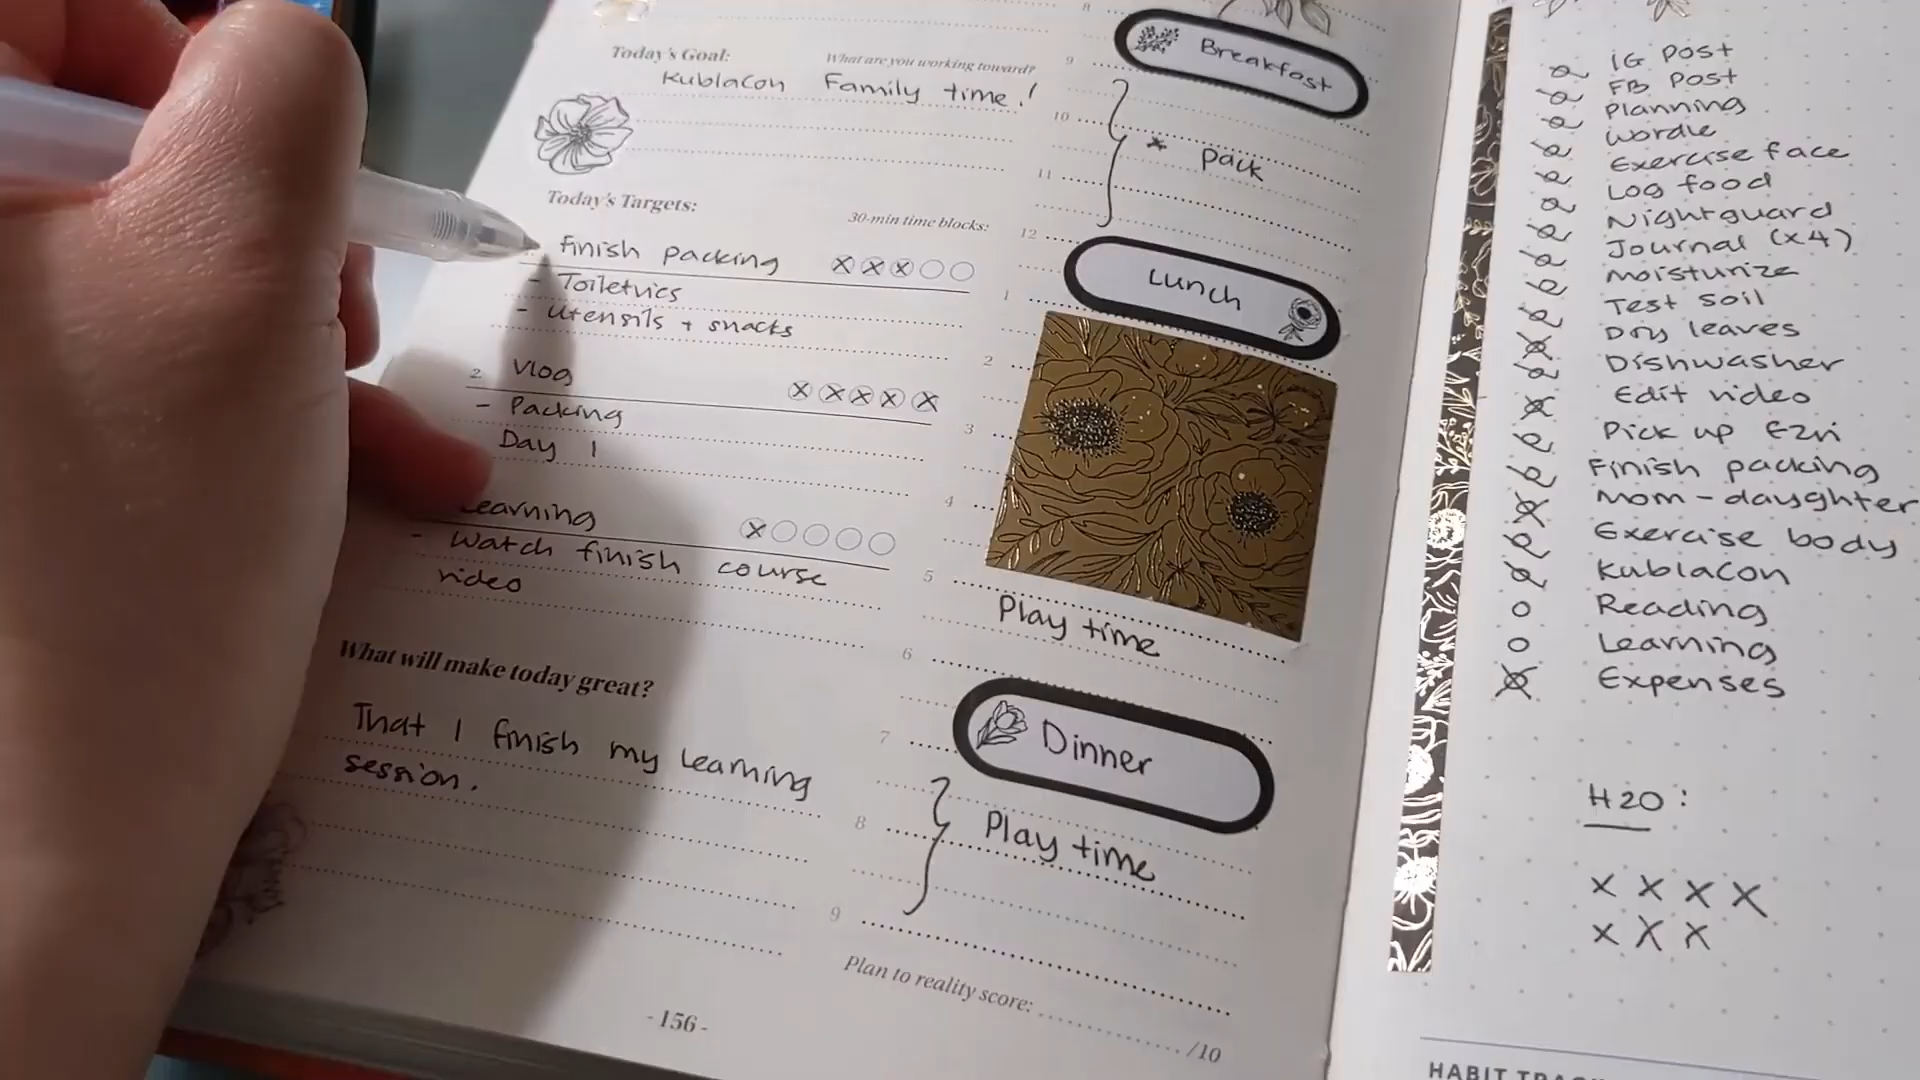 Today's Goal: What are you working toward?
Kublacon Family time!
Today's Targets: 30-min time blocks:
Finish packing
- Toiletries
- Utensils + snacks
2 Vlog
- Packing
Day 1
Learning
- Watch finish course
video
What will make today great?
That I finish my learning
session.
- 156 -
8
Breakfast
9
10
* Pack
11
12
Lunch
1
2
3
4
5
Play time
6
7
Dinner
8
Play time
9
Plan to reality score: /10
IG Post
FB Post
Planning
Wordle
Exercise face
Log food
Nightguard
Journal (x4)
Moisturize
Test soil
Dry leaves
Dishwasher
Edit video
Pick up Ezri
Finish packing
Mom-daughter
Exercise body
Kublacon
Reading
Learning
Expenses
H2O:
X X X X
X X X